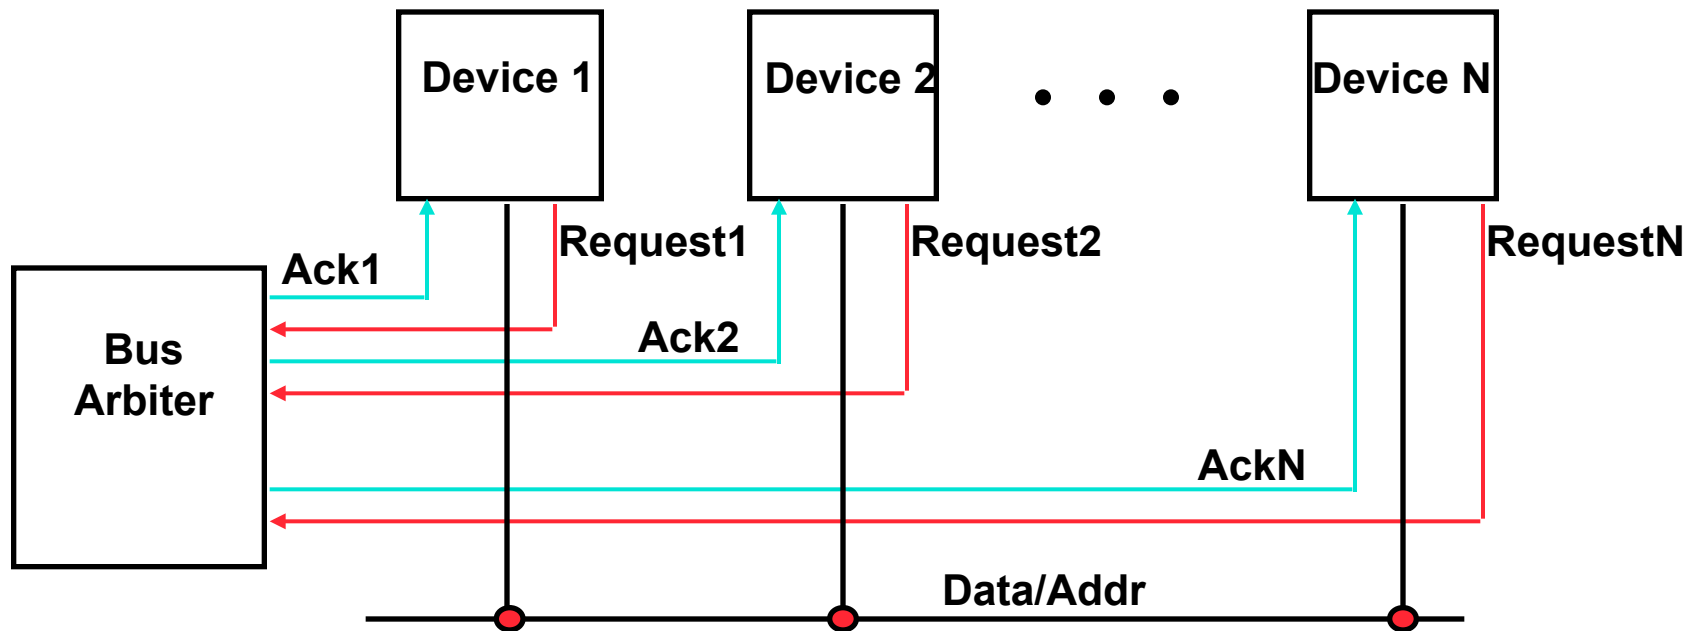 Device 1
Device 2
Device N
Request1
Request2
RequestN
Ack1
Ack2
Bus
Arbiter
AckN
Data/Addr